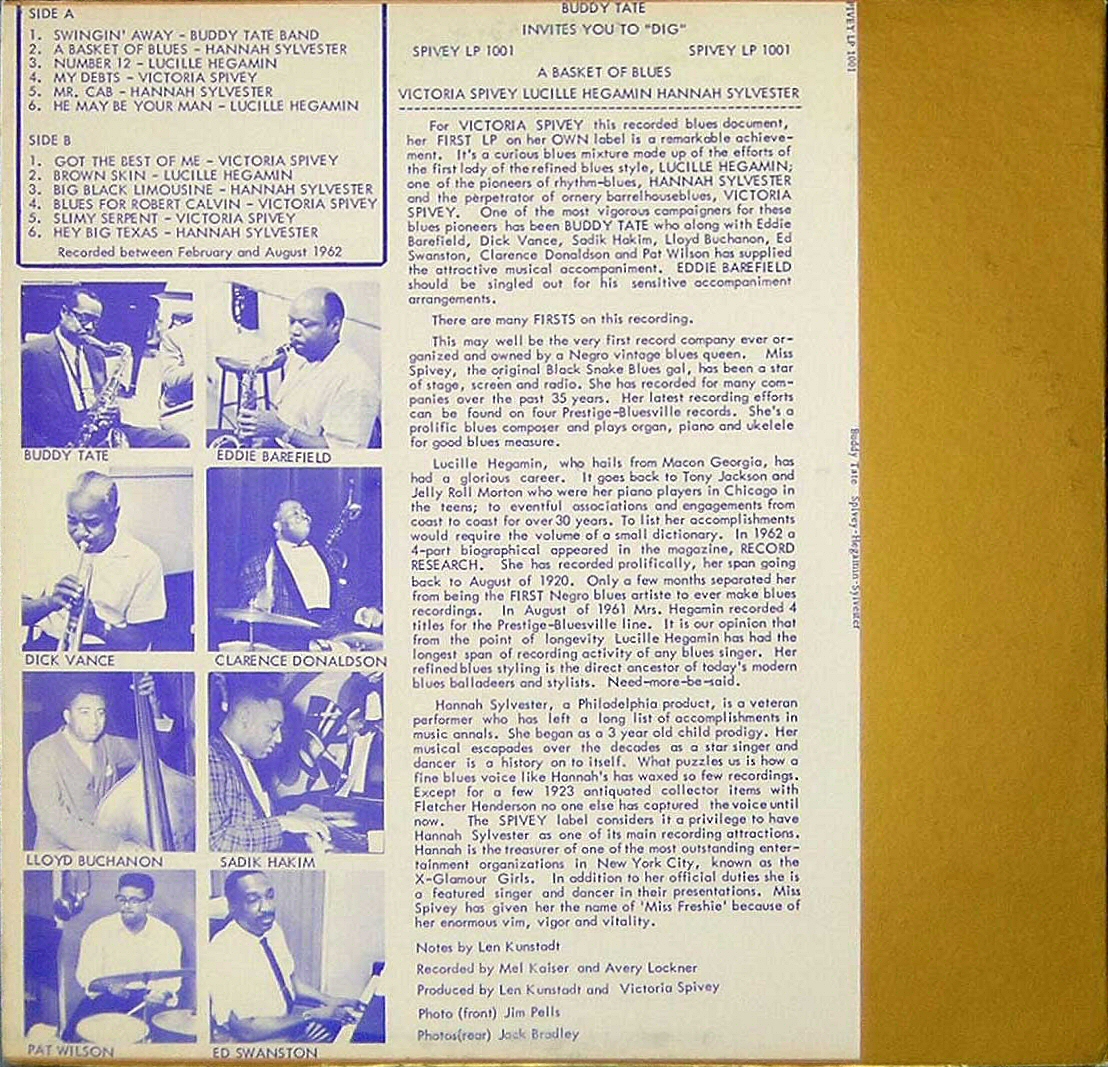 SIDE A
1. SWINGIN' AWAY - BUDDY TATE BAND
2. A BASKET OF BLUES - HANNAH SYLVESTER
3. NUMBER 12 - LUCILLE HEGAMIN
4. MY DEBTS - VICTORIA SPIVEY
5. MR. CAB - HANNAH SYLVESTER
6. HE MAY BE YOUR MAN - LUCILLE HEGAMIN
SIDE B
1. GOT THE BEST OF ME - VICTORIA SPIVEY
2. BROWN SKIN - LUCILLE HEGAMIN
3. BIG BLACK LIMOUSINE - HANNAH SYLVESTER
4. BLUES FOR ROBERT CALVIN - VICTORIA SPIVEY
5. SLIMY SERPENT - VICTORIA SPIVEY
6. HEY BIG TEXAS - HANNAH SYLVESTER
Recorded between February and August 1962
BUDDY TATE
EDDIE BAREFIELD
DICK VANCE
CLARENCE DONALDSON
LLOYD BUCHANON
SADIK HAKIM
PAT WILSON
ED SWANSTON
BUDDY TATE
INVITES YOU TO "DIG"
SPIVEY LP 1001 SPIVEY LP 1001
A BASKET OF BLUES
VICTORIA SPIVEY LUCILLE HEGAMIN HANNAH SYLVESTER
For VICTORIA SPIVEY this recorded blues document,
her FIRST LP on her OWN label is a remarkable achieve-
ment. It's a curious blues mixture made up of the efforts of
the first lady of the refined blues style, LUCILLE HEGAMIN;
one of the pioneers of rhythm-blues, HANNAH SYLVESTER
and the perpetrator of ornery barrelhouseblues, VICTORIA
SPIVEY. One of the most vigorous campaigners for these
blues pioneers has been BUDDY TATE who along with Eddie
Barefield, Dick Vance, Sadik Hakim, Lloyd Buchanon, Ed
Swanston, Clarence Donaldson and Pat Wilson has supplied
the attractive musical accompaniment. EDDIE BAREFIELD
should be singled out for his sensitive accompaniment
arrangements.
There are many FIRSTS on this recording.
This may well be the very first record company ever or-
ganized and owned by a Negro vintage blues queen. Miss
Spivey, the original Black Snake Blues gal, has been a star
of stage, screen and radio. She has recorded for many com-
panies over the past 35 years. Her latest recording efforts
can be found on four Prestige-Bluesville records. She's a
prolific blues composer and plays organ, piano and ukelele
for good blues measure.
Lucille Hegamin, who hails from Macon Georgia, has
had a glorious career. It goes back to Tony Jackson and
Jelly Roll Morton who were her piano players in Chicago in
the teens; to eventful associations and engagements from
coast to coast for over 30 years. To list her accomplishments
would require the volume of a small dictionary. In 1962 a
4-part biographical appeared in the magazine, RECORD
RESEARCH. She has recorded prolifically, her span going
back to August of 1920. Only a few months separated her
from being the FIRST Negro blues artiste to ever make blues
recordings. In August of 1961 Mrs. Hegamin recorded 4
titles for the Prestige-Bluesville line. It is our opinion that
from the point of longevity Lucille Hegamin has had the
longest span of recording activity of any blues singer. Her
refined blues styling is the direct ancestor of today's modern
blues balladeers and stylists. Need-more-be-said.
Hannah Sylvester, a Philadelphia product, is a veteran
performer who has left a long list of accomplishments in
music annals. She began as a 3 year old child prodigy. Her
musical escapades over the decades as a star singer and
dancer is a history on to itself. What puzzles us is how a
fine blues voice like Hannah's has waxed so few recordings.
Except for a few 1923 antiquated collector items with
Fletcher Henderson no one else has captured the voice until
now. The SPIVEY label considers it a privilege to have
Hannah Sylvester as one of its main recording attractions.
Hannah is the treasurer of one of the most outstanding enter-
tainment organizations in New York City, known as the
X-Glamour Girls. In addition to her official duties she is
a featured singer and dancer in their presentations. Miss
Spivey has given her the name of 'Miss Freshie' because of
her enormous vim, vigor and vitality.
Notes by Len Kunstadt
Recorded by Mel Kaiser and Avery Lockner
Produced by Len Kunstadt and Victoria Spivey
Photo (front) Jim Pells
Photos(rear) Jack Bradley
SPIVEY LP 1001
Buddy Tate - Spivey-Hegamin-Sylvester